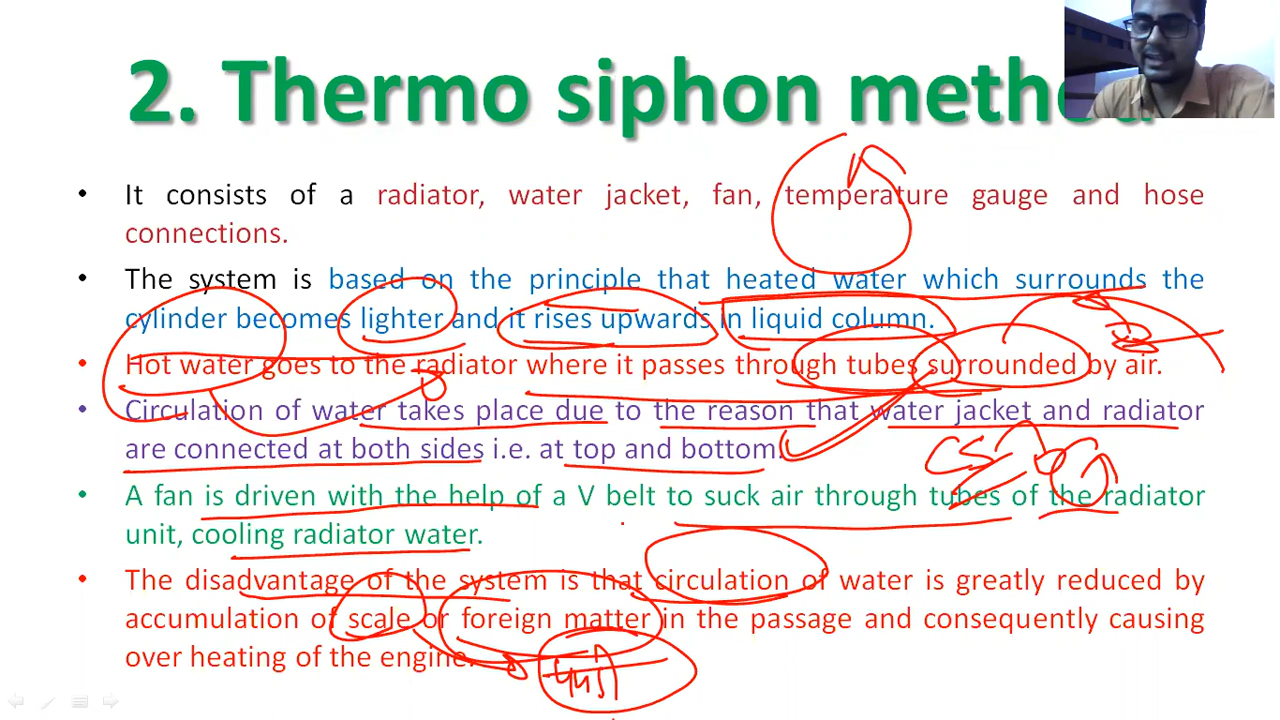 2. Thermo siphon method
• It consists of a radiator, water jacket, fan, temperature gauge and hose
connections.
• The system is based on the principle that heated water which surrounds the
cylinder becomes lighter and it rises upwards in liquid column.
• Hot water goes to the radiator where it passes through tubes surrounded by air.
• Circulation of water takes place due to the reason that water jacket and radiator
are connected at both sides i.e. at top and bottom.
• A fan is driven with the help of a V belt to suck air through tubes of the radiator
unit, cooling radiator water.
• The disadvantage of the system is that circulation of water is greatly reduced by
accumulation of scale or foreign matter in the passage and consequently causing
over heating of the engine.